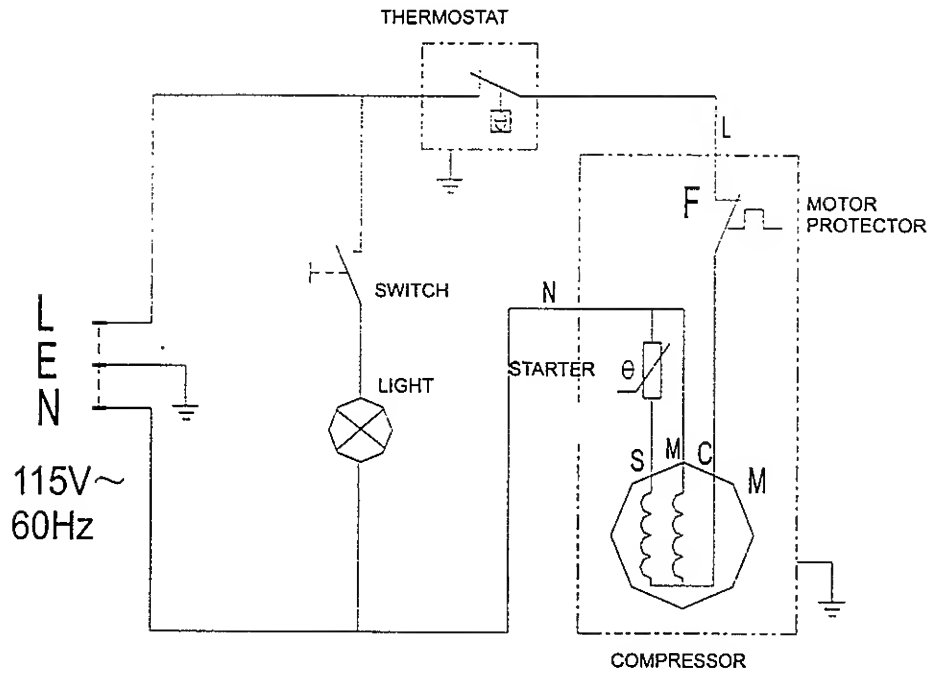 THERMOSTAT
L
F
MOTOR
PROTECTOR
SWITCH
N
L
E
N
STARTER
θ
LIGHT
S
M
C
M
115V~
60Hz
COMPRESSOR